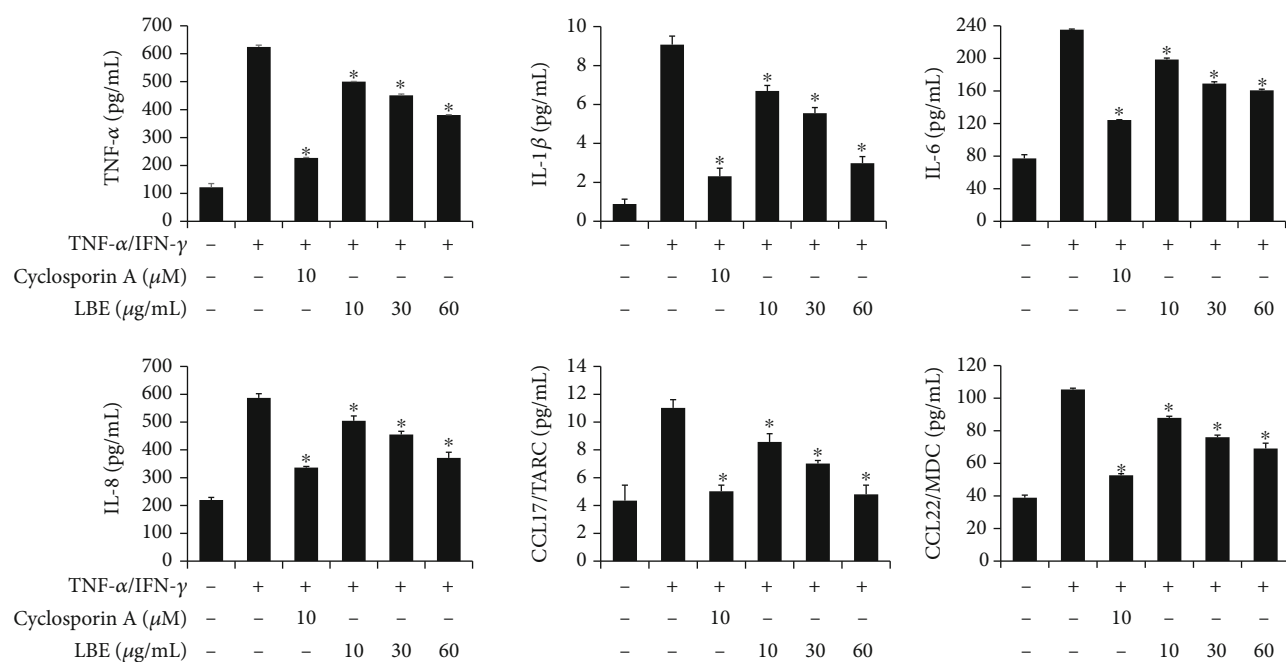 TNF-α (pg/mL)
700
600
500
400
300
200
100
0
* * * *
IL-1β (pg/mL)
10
8
6
4
2
0
* * * *
IL-6 (pg/mL)
240
200
160
120
80
40
0
* * * *
TNF-α/IFN-γ – + + + + + – + + + + + – + + + + +
Cyclosporin A (μM) – – 10 – – – – – 10 – – – – – 10 – – –
LBE (μg/mL) – – – 10 30 60 – – – 10 30 60 – – – 10 30 60
IL-8 (pg/mL)
700
600
500
400
300
200
100
0
* * * *
CCL17/TARC (pg/mL)
14
12
10
8
6
4
2
0
* * * *
CCL22/MDC (pg/mL)
120
100
80
60
40
20
0
* * * *
TNF-α/IFN-γ – + + + + + – + + + + + – + + + + +
Cyclosporin A (μM) – – 10 – – – – – 10 – – – – – 10 – – –
LBE (μg/mL) – – – 10 30 60 – – – 10 30 60 – – – 10 30 60